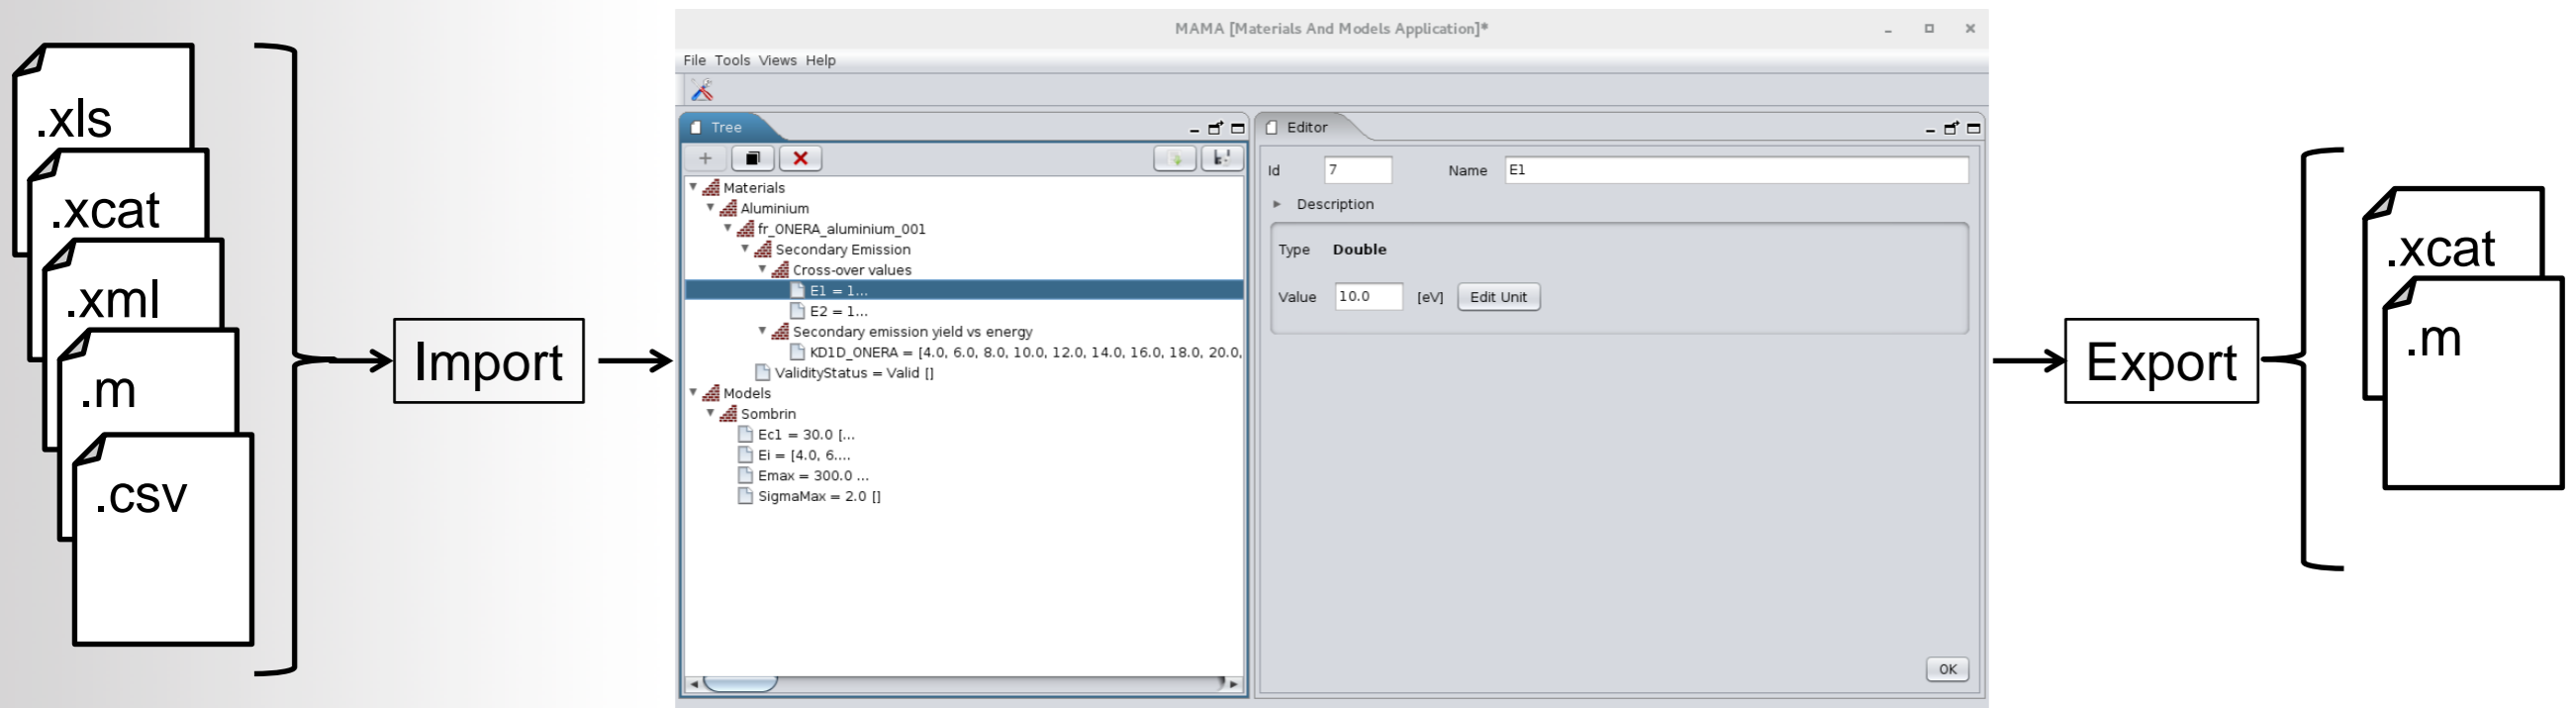 .xls
.xcat
.xml
.m
.csv
Import
MAMA [Materials And Models Application]*
File Tools Views Help
Tree
Materials
Aluminium
fr_ONERA_aluminium_001
Secondary Emission
Cross-over values
E1 = 1...
E2 = 1...
Secondary emission yield vs energy
KD1D_ONERA = [4.0, 6.0, 8.0, 10.0, 12.0, 14.0, 16.0, 18.0, 20.0,
ValidityStatus = Valid []
Models
Sombrin
Ec1 = 30.0 [...
Ei = [4.0, 6....
Emax = 300.0 ...
SigmaMax = 2.0 []
Editor
Id 7 Name E1
Description
Type Double
Value 10.0 [eV] Edit Unit
OK
Export
.xcat
.m